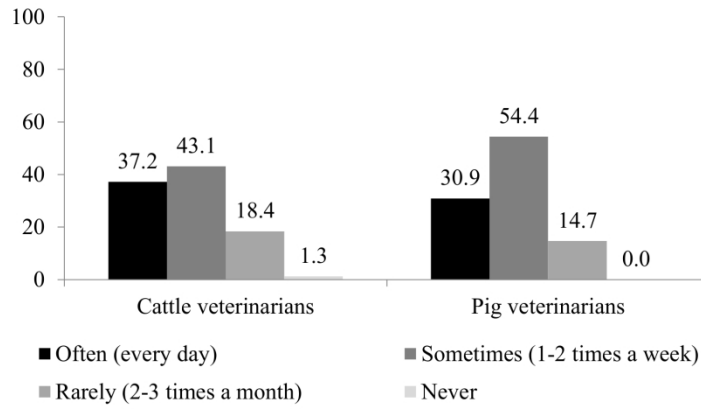 100
80
60
40
20
0
37.2
43.1
18.4
1.3
30.9
54.4
14.7
0.0
Cattle veterinarians
Pig veterinarians
Often (every day)
Sometimes (1-2 times a week)
Rarely (2-3 times a month)
Never